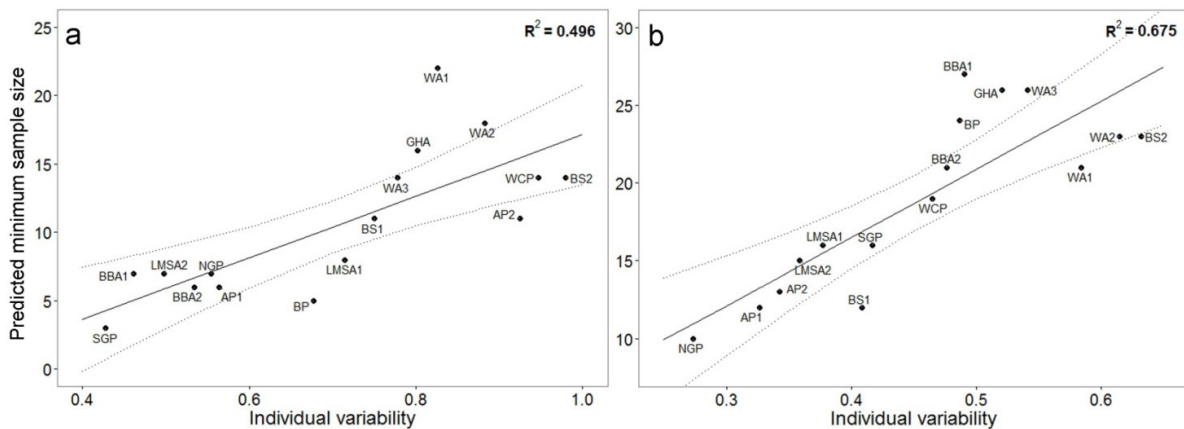 a
R² = 0.496
Predicted minimum sample size
25
20
15
10
5
0
WA1
WA2
GHA
WA3
WCP
BS2
AP2
BS1
LMSA1
BBA1
LMSA2
NGP
BBA2
AP1
BP
SGP
0.4
0.6
0.8
1.0
Individual variability
b
R² = 0.675
30
25
20
15
10
BBA1
GHA
WA3
BP
WA2
BS2
BBA2
WA1
WCP
LMSA1
SGP
LMSA2
AP2
AP1
BS1
NGP
0.3
0.4
0.5
0.6
Individual variability